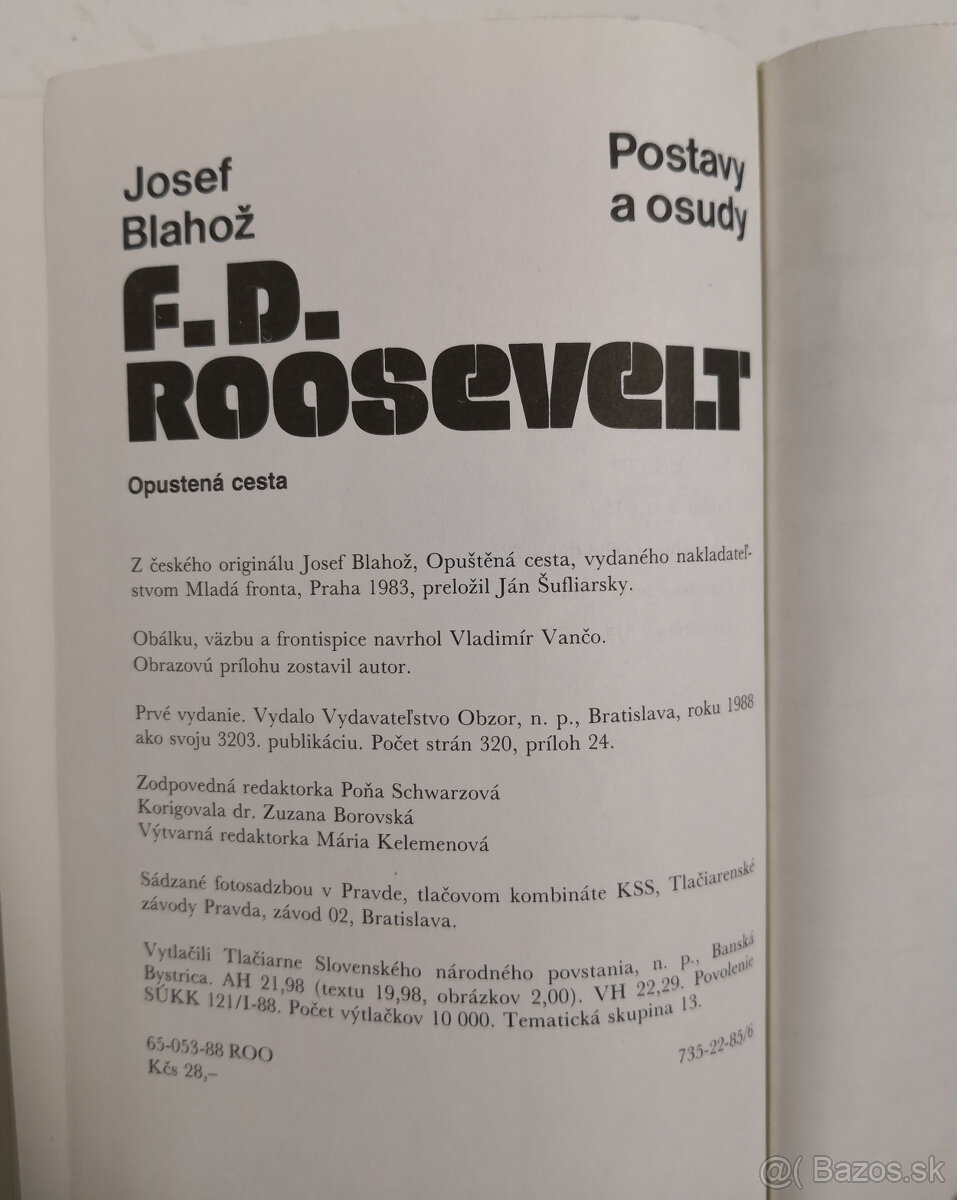 Josef
Blahož
Postavy
a osudy
F. D.
ROOSEVELT
Opustená cesta
Z českého originálu Josef Blahož, Opuštěná cesta, vydaného nakladateľ-
stvom Mladá fronta, Praha 1983, preložil Ján Šufliarsky.
Obálku, väzbu a frontispice navrhol Vladimír Vančo.
Obrazovú prílohu zostavil autor.
Prvé vydanie. Vydalo Vydavateľstvo Obzor, n. p., Bratislava, roku 1988
ako svoju 3203. publikáciu. Počet strán 320, príloh 24.
Zodpovedná redaktorka Poňa Schwarzová
Korigovala dr. Zuzana Borovská
Výtvarná redaktorka Mária Kelemenová
Sádzané fotosadzbou v Pravde, tlačovom kombináte KSS, Tlačiarenské
závody Pravda, závod 02, Bratislava.
Vytlačili Tlačiarne Slovenského národného povstania, n. p., Banská
Bystrica. AH 21,98 (textu 19,98, obrázkov 2,00). VH 22,29. Povolenie
SÚKK 121/I-88. Počet výtlačkov 10 000. Tematická skupina 13.
65-053-88 ROO
735-22-85/6
Kčs 28,–
@( Bazos.sk